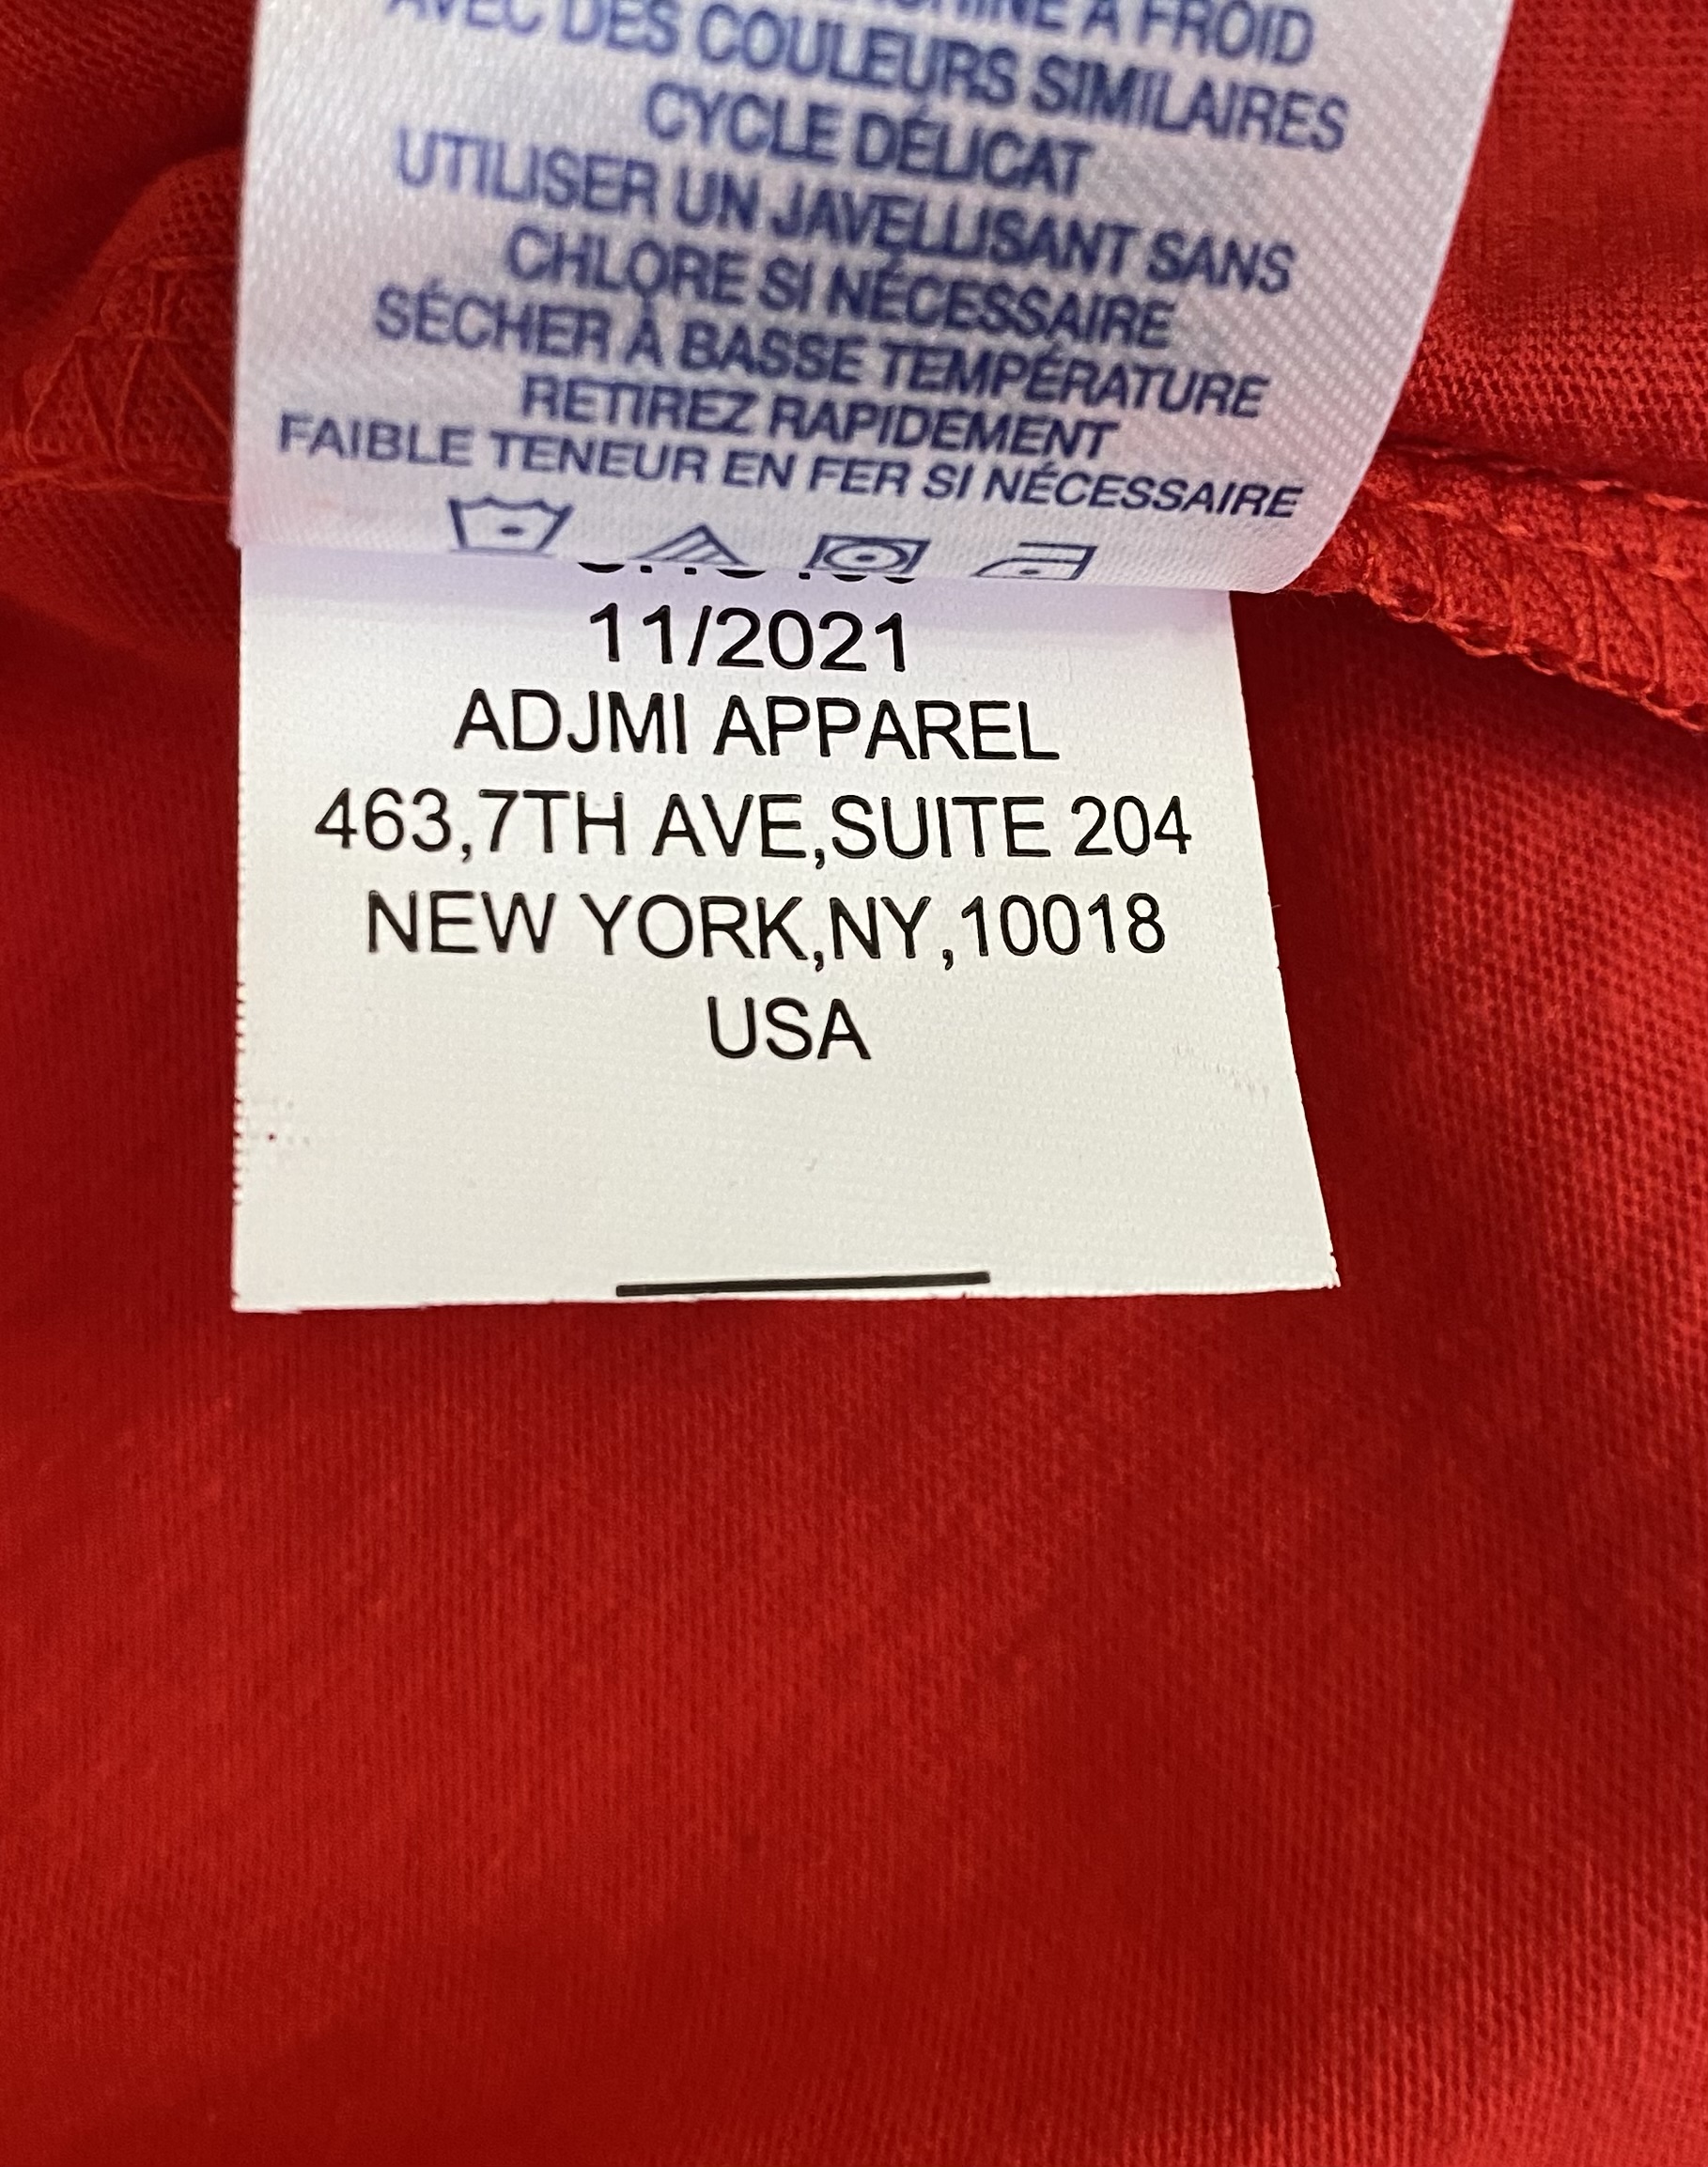 À FROID
AVEC DES COULEURS SIMILAIRES
CYCLE DÉLICAT
UTILISER UN JAVELLISANT SANS
CHLORE SI NÉCESSAIRE
SÉCHER À BASSE TEMPÉRATURE
RETIREZ RAPIDEMENT
FAIBLE TENEUR EN FER SI NÉCESSAIRE
11/2021
ADJMI APPAREL
463,7TH AVE,SUITE 204
NEW YORK,NY,10018
USA